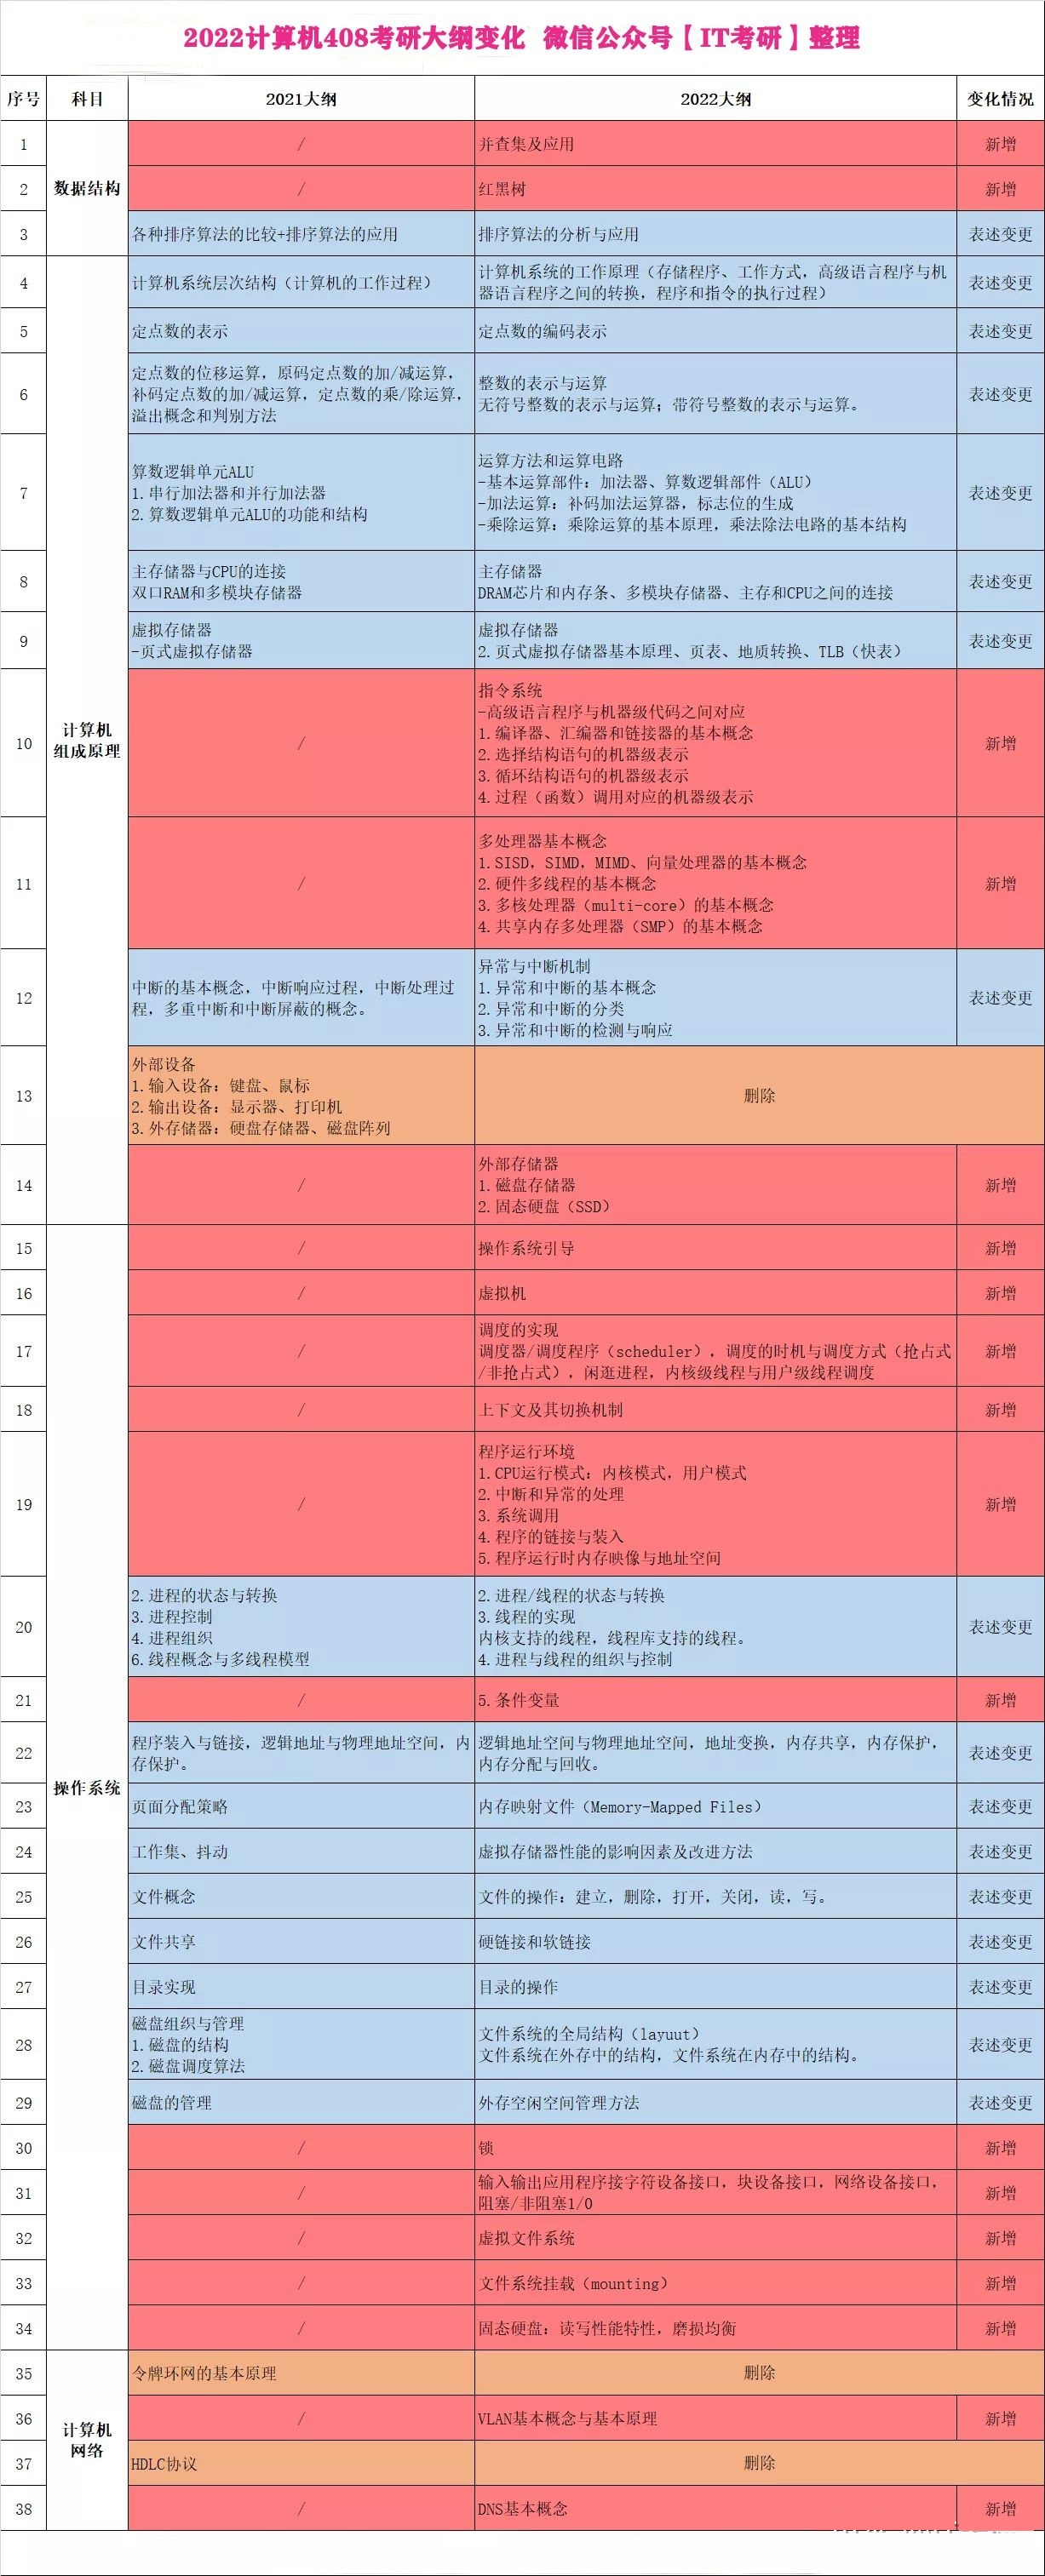 2022计算机408考研大纲变化 微信公众号【IT考研】整理
序号 科目 2021大纲 2022大纲 变化情况
1 / 并查集及应用 新增
数据结构
2 / 红黑树 新增
3 各种排序算法的比较+排序算法的应用 排序算法的分析与应用 表述变更
4 计算机系统层次结构（计算机的工作过程） 计算机系统的工作原理（存储程序、工作方式，高级语言程序与机
器语言程序之间的转换，程序和指令的执行过程） 表述变更
5 定点数的表示 定点数的编码表示 表述变更
6 定点数的位移运算，原码定点数的加/减运算，
补码定点数的加/减运算，定点数的乘/除运算，
溢出概念和判别方法
整数的表示与运算
无符号整数的表示与运算；带符号整数的表示与运算。
表述变更
7 算数逻辑单元ALU
1.串行加法器和并行加法器
2.算数逻辑单元ALU的功能和结构
运算方法和运算电路
-基本运算部件：加法器、算数逻辑部件（ALU）
-加法运算：补码加法运算器，标志位的生成
-乘除运算：乘除运算的基本原理，乘法除法电路的基本结构
表述变更
8 主存储器与CPU的连接
双口RAM和多模块存储器
主存储器
DRAM芯片和内存条、多模块存储器、主存和CPU之间的连接
表述变更
9 虚拟存储器
-页式虚拟存储器
虚拟存储器
2.页式虚拟存储器基本原理、页表、地质转换、TLB（快表）
表述变更
计算机
组成原理
10 /
指令系统
-高级语言程序与机器级代码之间对应
1.编译器、汇编器和链接器的基本概念
2.选择结构语句的机器级表示
3.循环结构语句的机器级表示
4.过程（函数）调用对应的机器级表示
新增
11 /
多处理器基本概念
1.SISD，SIMD，MIMD、向量处理器的基本概念
2.硬件多线程的基本概念
3.多核处理器（multi-core）的基本概念
4.共享内存多处理器（SMP）的基本概念
新增
12 中断的基本概念，中断响应过程，中断处理过
程，多重中断和中断屏蔽的概念。
异常与中断机制
1.异常和中断的基本概念
2.异常和中断的分类
3.异常和中断的检测与响应
表述变更
13 外部设备
1.输入设备：键盘、鼠标
2.输出设备：显示器、打印机
3.外存储器：硬盘存储器、磁盘阵列
删除
14 /
外部存储器
1.磁盘存储器
2.固态硬盘（SSD）
新增
15 / 操作系统引导 新增
16 / 虚拟机 新增
17 /
调度的实现
调度器/调度程序（scheduler），调度的时机与调度方式（抢占式
/非抢占式），闲逛进程，内核级线程与用户级线程调度
新增
18 / 上下文及其切换机制 新增
19 /
程序运行环境
1.CPU运行模式：内核模式，用户模式
2.中断和异常的处理
3.系统调用
4.程序的链接与装入
5.程序运行时内存映像与地址空间
新增
20 2.进程的状态与转换
3.进程控制
4.进程组织
6.线程概念与多线程模型
2.进程/线程的状态与转换
3.线程的实现
内核支持的线程，线程库支持的线程。
4.进程与线程的组织与控制
表述变更
21 / 5.条件变量 新增
操作系统
22 程序装入与链接，逻辑地址与物理地址空间，内
存保护。
逻辑地址空间与物理地址空间，地址变换，内存共享，内存保护，
内存分配与回收。
表述变更
23 页面分配策略 内存映射文件（Memory-Mapped Files） 表述变更
24 工作集、抖动 虚拟存储器性能的影响因素及改进方法 表述变更
25 文件概念 文件的操作：建立，删除，打开，关闭，读，写。 表述变更
26 文件共享 硬链接和软链接 表述变更
27 目录实现 目录的操作 表述变更
28 磁盘组织与管理
1.磁盘的结构
2.磁盘调度算法
文件系统的全局结构（layuut）
文件系统在外存中的结构，文件系统在内存中的结构。
表述变更
29 磁盘的管理 外存空闲空间管理方法 表述变更
30 / 锁 新增
31 /
输入输出应用程序接字符设备接口，块设备接口，网络设备接口，
阻塞/非阻塞1/0
新增
32 / 虚拟文件系统 新增
33 / 文件系统挂载（mounting） 新增
34 / 固态硬盘：读写性能特性，磨损均衡 新增
35 令牌环网的基本原理 删除
36 / VLAN基本概念与基本原理 新增
计算机
网络
37 HDLC协议 删除
38 / DNS基本概念 新增